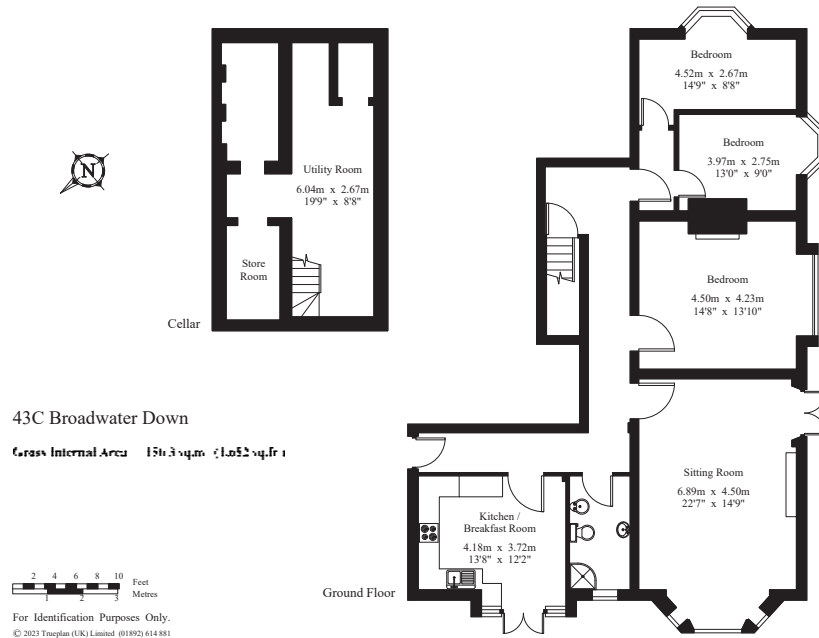 Bedroom
4.52m x 2.67m
14'9" x 8'8"
Bedroom
3.97m x 2.75m
13'0" x 9'0"
N
Utility Room
6.04m x 2.67m
19'9" x 8'8"
Store
Room
Bedroom
4.50m x 4.23m
14'8" x 13'10"
Cellar
43C Broadwater Down
Gross Internal Area
Sitting Room
6.89m x 4.50m
22'7" x 14'9"
Kitchen /
Breakfast Room
4.18m x 3.72m
13'8" x 12'2"
2 4 6 8 10
Feet
Metres
1 2 3
Ground Floor
For Identification Purposes Only.
© 2023 Trueplan (UK) Limited (01892) 614 881